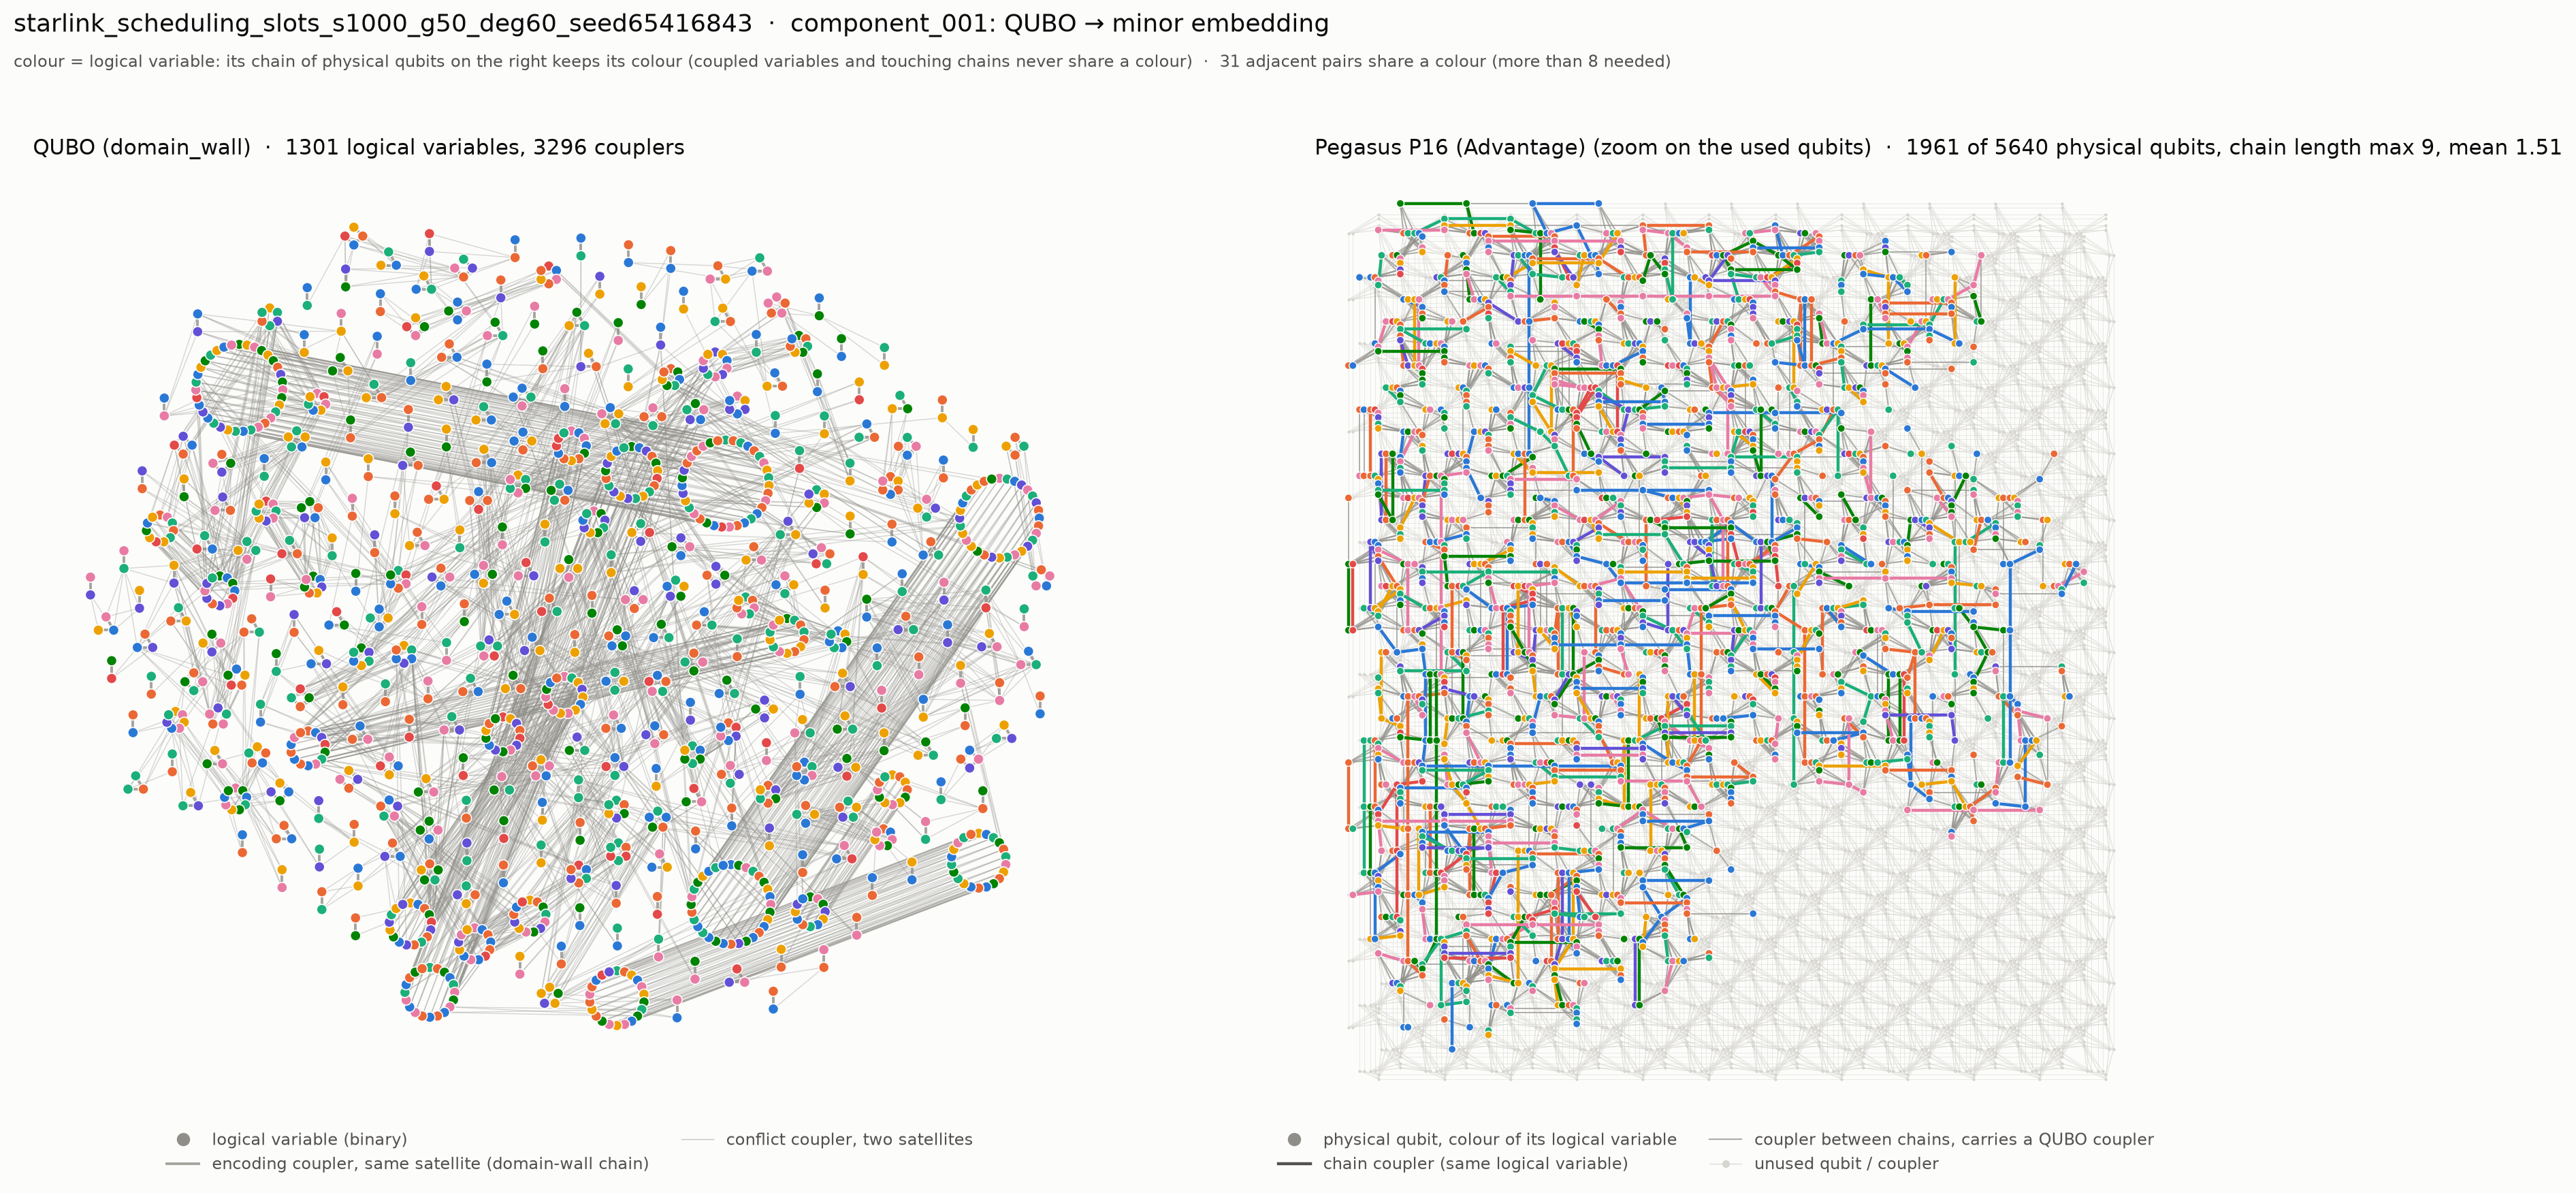 starlink_scheduling_slots_s1000_g50_deg60_seed65416843  ·  component_001: QUBO → minor embedding
colour = logical variable: its chain of physical qubits on the right keeps its colour (coupled variables and touching chains never share a colour)  ·  31 adjacent pairs share a colour (more than 8 needed)
QUBO (domain_wall)  ·  1301 logical variables, 3296 couplers
Pegasus P16 (Advantage) (zoom on the used qubits)  ·  1961 of 5640 physical qubits, chain length max 9, mean 1.51
logical variable (binary)
encoding coupler, same satellite (domain-wall chain)
conflict coupler, two satellites
physical qubit, colour of its logical variable
chain coupler (same logical variable)
coupler between chains, carries a QUBO coupler
unused qubit / coupler